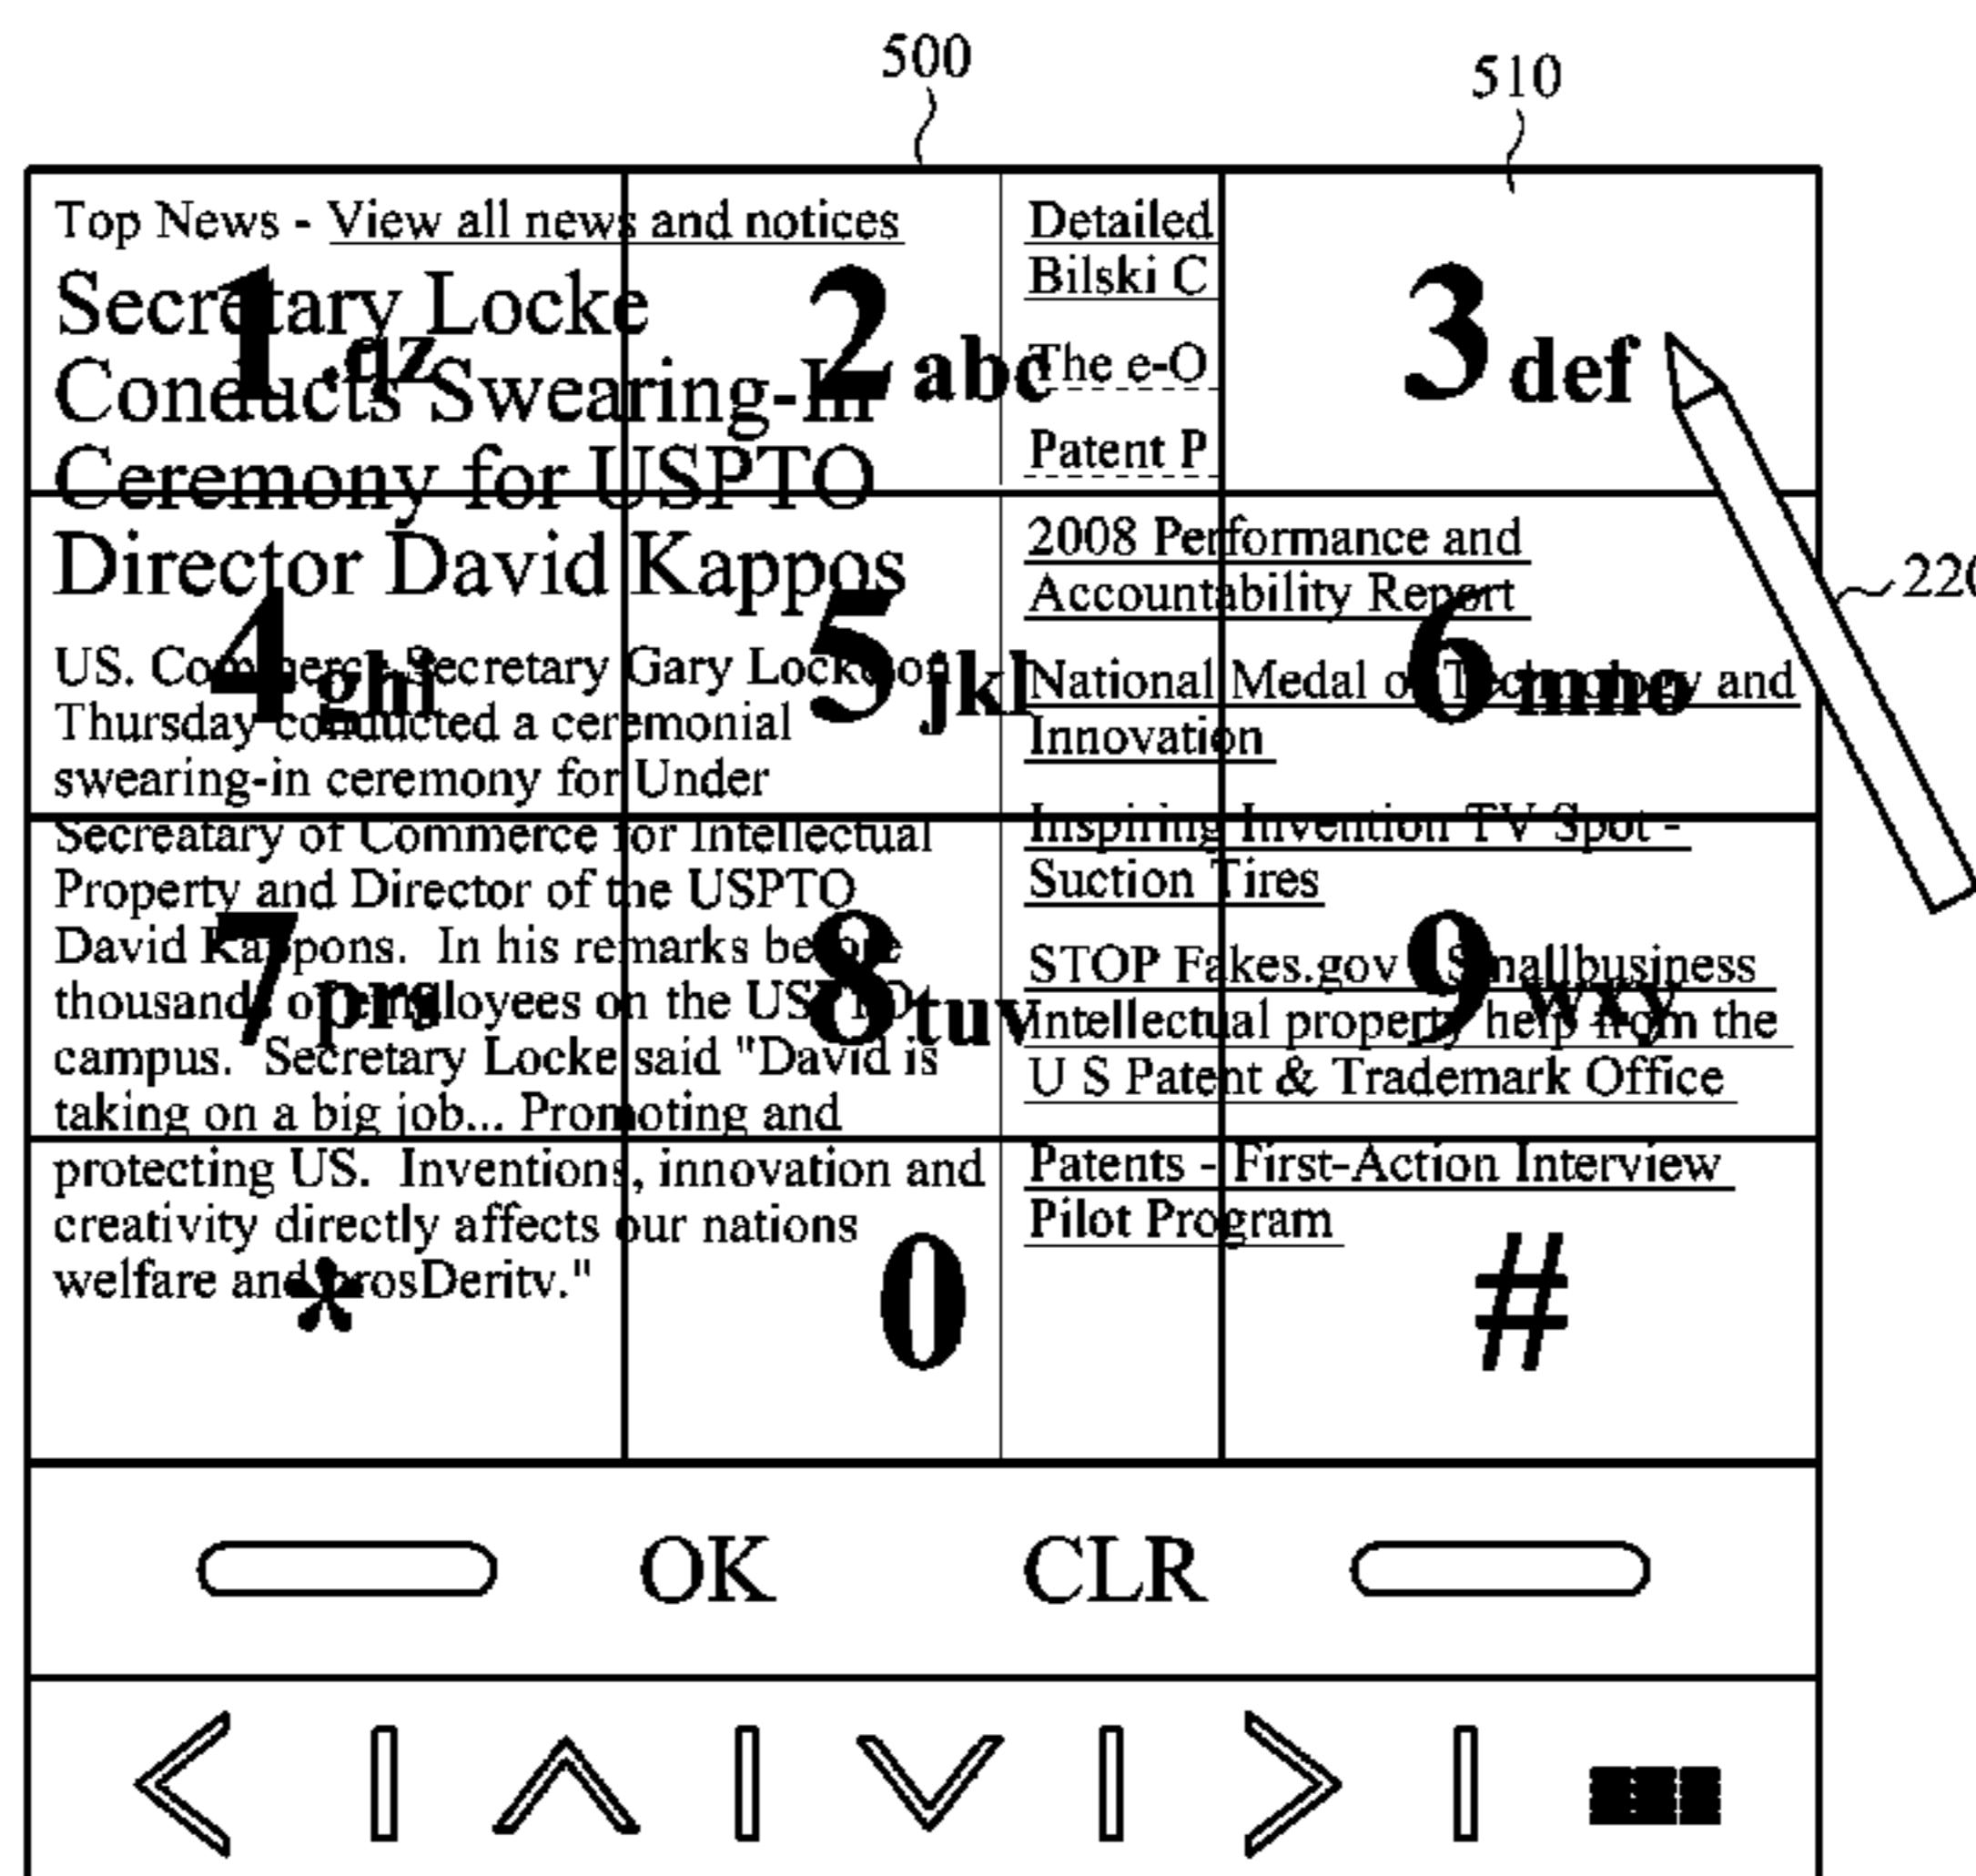 500
510
Top News - View all news and notices
Secretary Locke
Conducts Swearing-In
Ceremony for USPTO
Director David Kappos
US. Commerce Secretary Gary Locke on
Thursday conducted a ceremonial
swearing-in ceremony for Under
Secreatary of Commerce for Intellectual
Property and Director of the USPTO
David Kappons. In his remarks before
thousands of employees on the USPTO
campus. Secretary Locke said "David is
taking on a big job... Promoting and
protecting US. Inventions, innovation and
creativity directly affects our nations
welfare and prosDeritv."
Detailed
Bilski C
The e-O
Patent P
2008 Performance and
Accountability Report
National Medal of Technology and
Innovation
Inspiring Invention TV Spot -
Suction Tires
STOP Fakes.gov Smallbusiness
Intellectual property help from the
U S Patent & Trademark Office
Patents - First-Action Interview
Pilot Program
1 .qz
2 abc
3 def
4 ghi
5 jkl
6 mno
7 prs
8 tuv
9 wxy
*
0
#
220
OK CLR